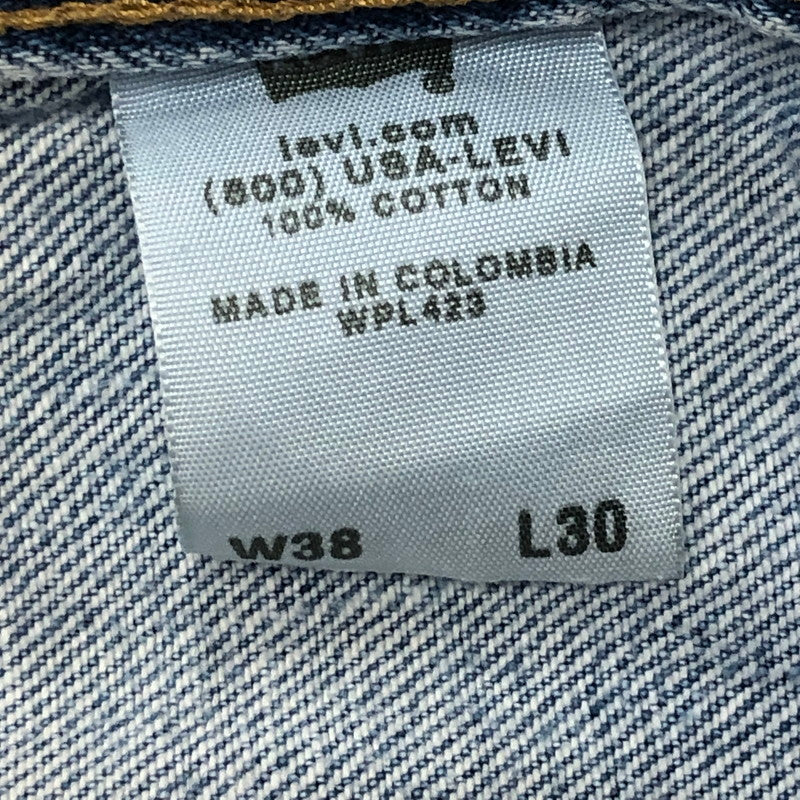 levi.com
(800) USA-LEVI
100% COTTON
MADE IN COLOMBIA
WPL423
W38 L30